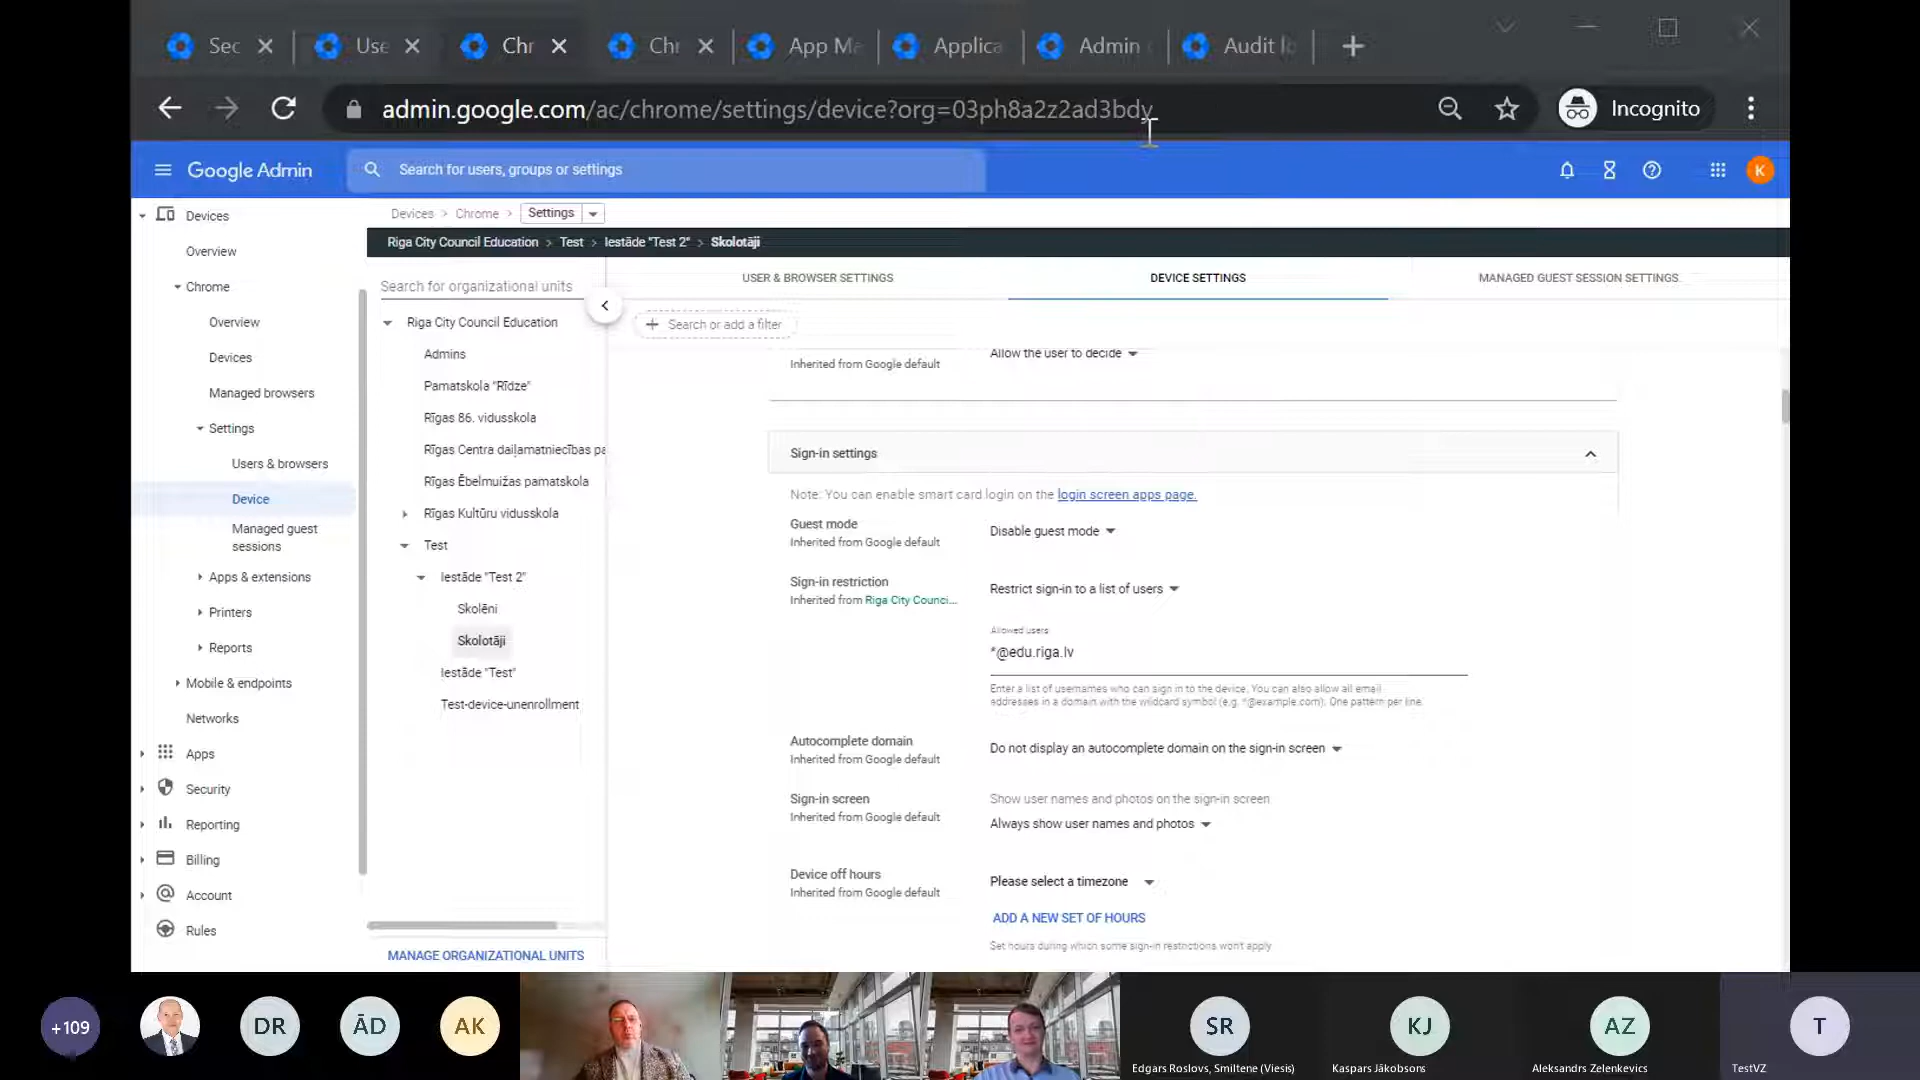 Sec
Use
Chr
Chr
App Ma
Applica
Admin
Audit lo
admin.google.com/ac/chrome/settings/device?org=03ph8a2z2ad3bdy
Incognito
Google Admin
Search for users, groups or settings
K
Devices
Overview
Chrome
Overview
Devices
Managed browsers
Settings
Users & browsers
Device
Managed guest
sessions
Apps & extensions
Printers
Reports
Mobile & endpoints
Networks
Apps
Security
Reporting
Billing
Account
Rules
Devices > Chrome > Settings
Riga City Council Education > Test > Iestāde "Test 2" > Skolotāji
Search for organizational units
Riga City Council Education
Admins
Pamatskola "Rīdze"
Rīgas 86. vidusskola
Rīgas Centra daiļamatniecības pa
Rīgas Ēbelmuižas pamatskola
Rīgas Kultūru vidusskola
Test
Iestāde "Test 2"
Skolēni
Skolotāji
Iestāde "Test"
Test-device-unenrollment
MANAGE ORGANIZATIONAL UNITS
USER & BROWSER SETTINGS
DEVICE SETTINGS
MANAGED GUEST SESSION SETTINGS
Search or add a filter
Inherited from Google default
Allow the user to decide
Sign-in settings
Note: You can enable smart card login on the login screen apps page.
Guest mode
Inherited from Google default
Disable guest mode
Sign-in restriction
Inherited from Riga City Counci...
Restrict sign-in to a list of users
Allowed users
*@edu.riga.lv
Enter a list of usernames who can sign in to the device. You can also allow all email
addresses in a domain with the wildcard symbol (e.g. *@example.com). One pattern per line.
Autocomplete domain
Inherited from Google default
Do not display an autocomplete domain on the sign-in screen
Sign-in screen
Inherited from Google default
Show user names and photos on the sign-in screen
Always show user names and photos
Device off hours
Inherited from Google default
Please select a timezone
ADD A NEW SET OF HOURS
Set hours during which some sign-in restrictions won't apply
+109
DR
ĀD
AK
SR
Edgars Roslovs, Smiltene (Viesis)
KJ
Kaspars Jākobsons
AZ
Aleksandrs Zelenkevics
T
TestVZ